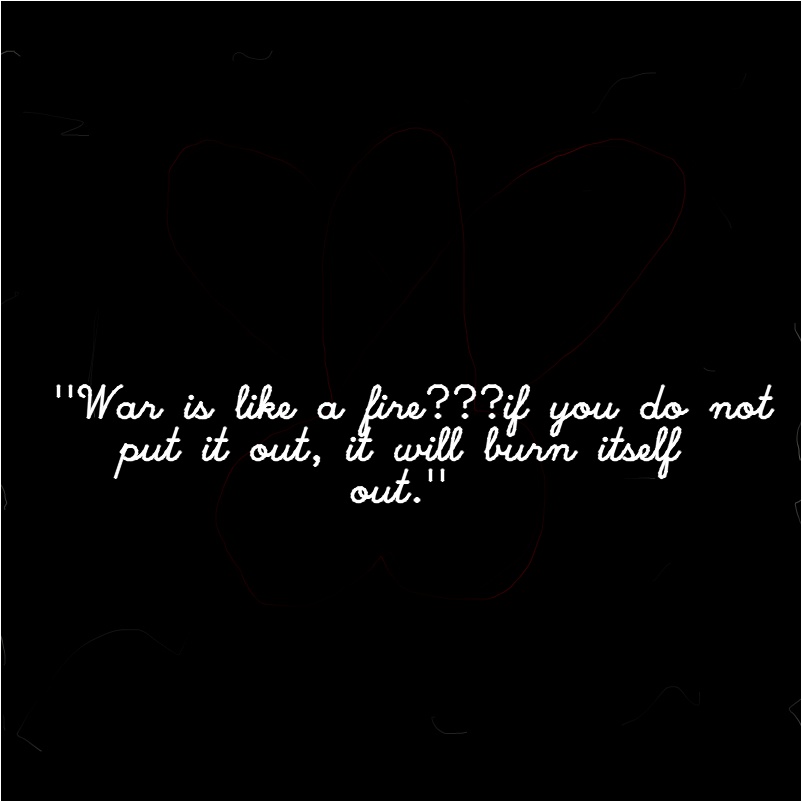 "War is like a fire???if you do not
put it out, it will burn itself
out."